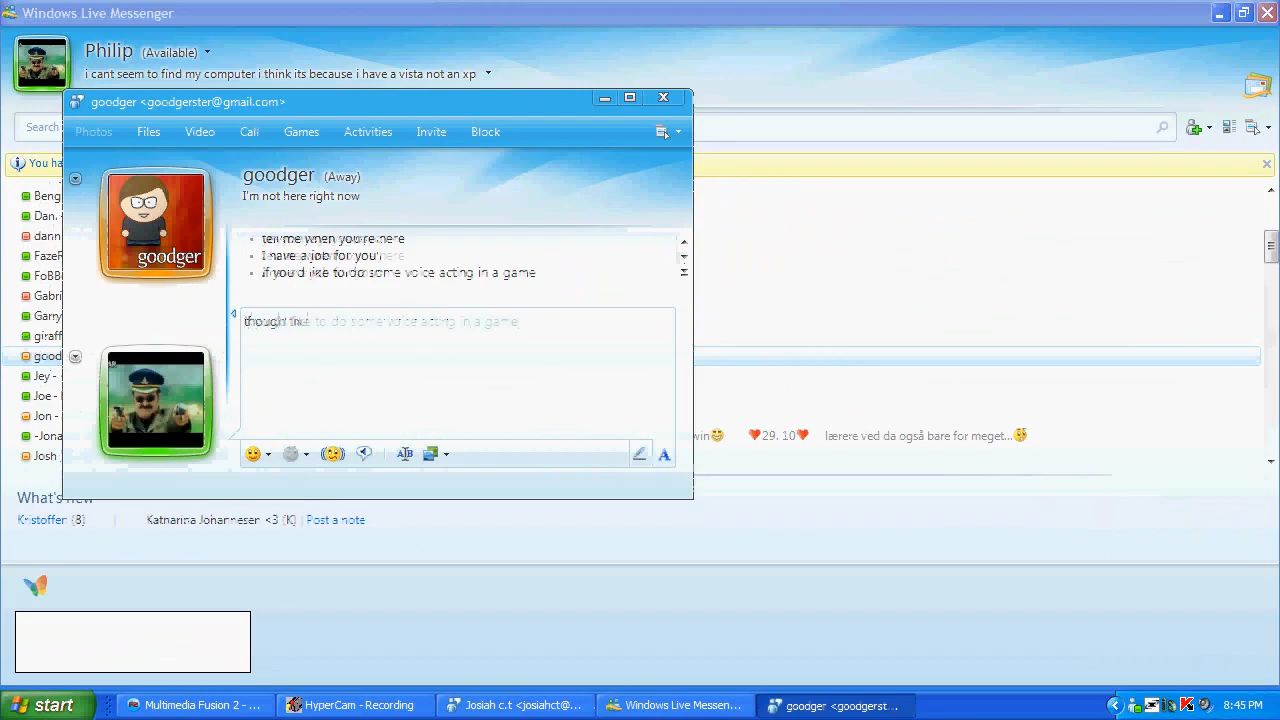 Windows Live Messenger
Philip (Available)
i cant seem to find my computer i think its because i have a vista not an xp
goodger <goodgerster@gmail.com>
Search
Photos Files Video Call Games Activities Invite Block
You ha
goodger (Away)
I'm not here right now
goodger
tell me when you're here
I have a job for you
if you'd like to do some voice acting in a game
though
Beng
Dan.
dann
FazeR
FoBB
Gabri
Garry
giraff
good
Jey -
Joe -
Jon -
-Jona
Josh
win 29. 10 lærere ved da også bare for meget...
What's new
Kristoffer (8) Katharina Johannesen <3 (K) Post a note
start
Multimedia Fusion 2 - ...
HyperCam - Recording
Josiah c.t <josiahct@...
Windows Live Messen...
goodger <goodgerst...
8:45 PM